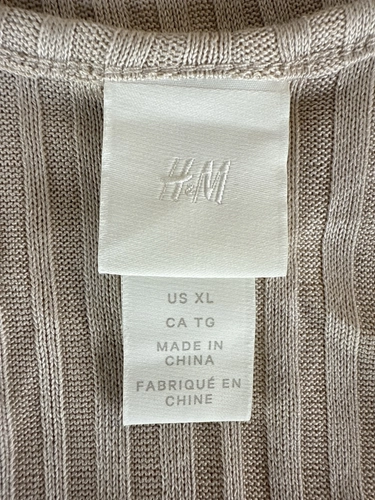 H&M
US XL
CA TG
MADE IN
CHINA
FABRIQUÉ EN
CHINE